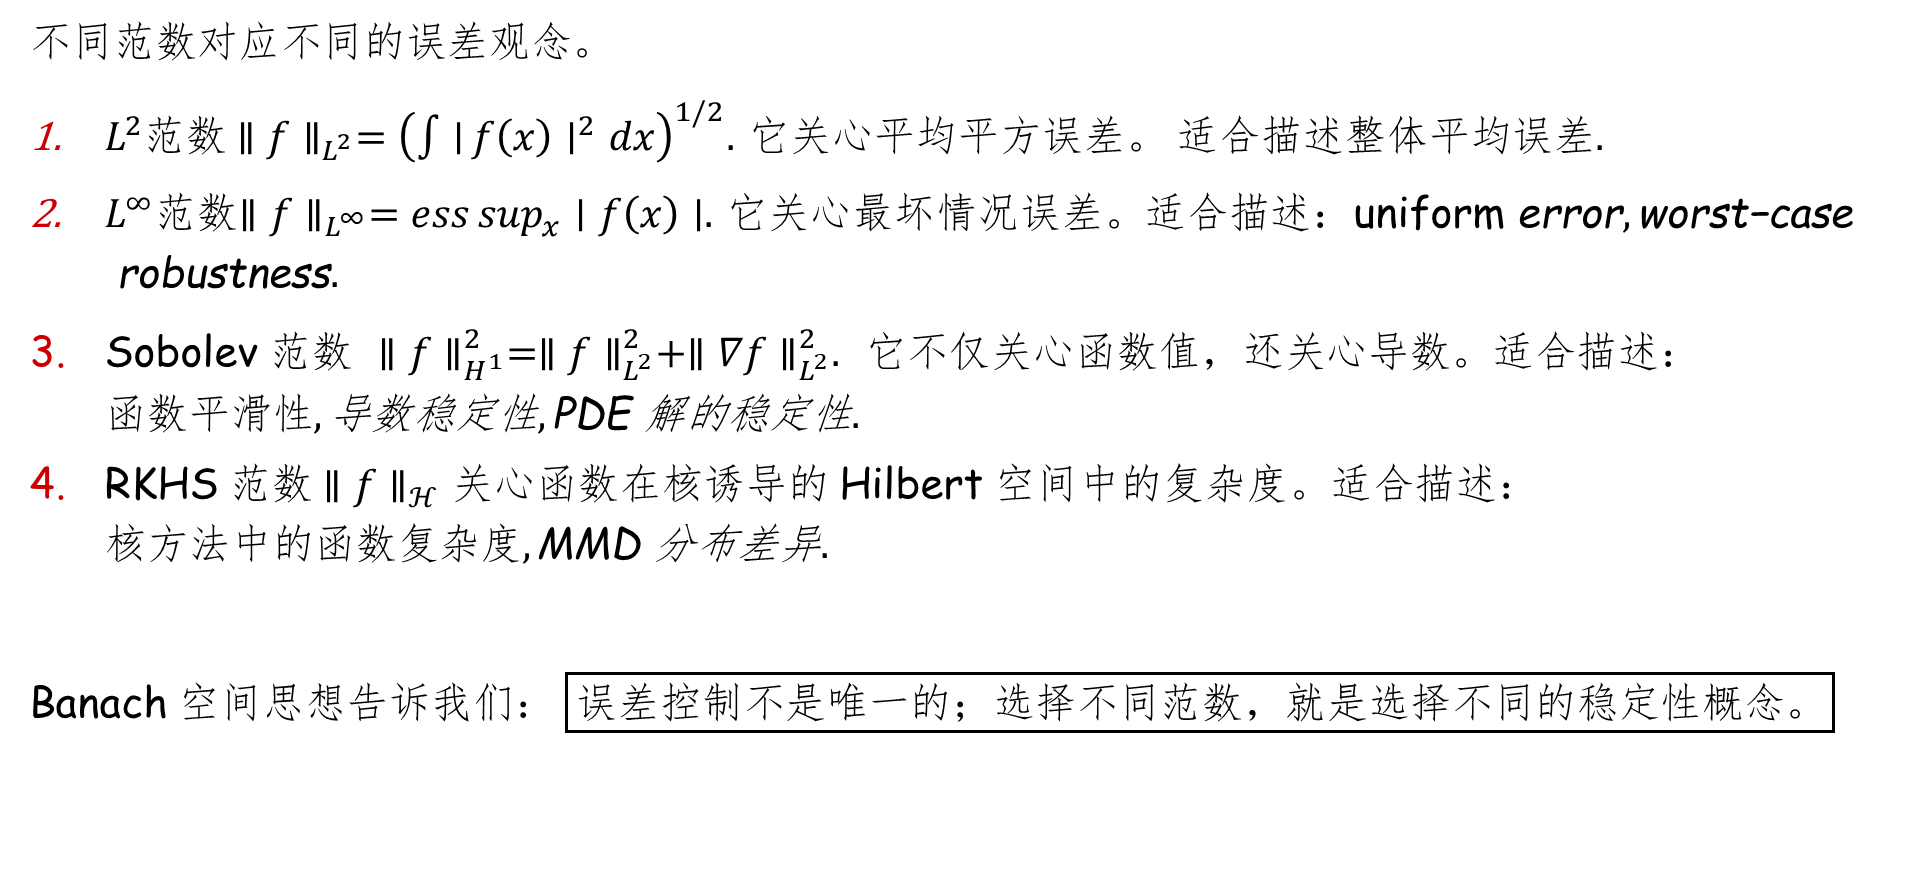 不同范数对应不同的误差观念。
1. L²范数 ‖ f ‖_{L²}= (∫ |f(x) |² dx)^{1/2}. 它关心平均平方误差。 适合描述整体平均误差.
2. L^∞范数‖ f ‖_{L^∞}= ess sup_x | f(x) |. 它关心最坏情况误差。适合描述：uniform error, worst-case
robustness.
3. Sobolev 范数 ‖ f ‖²_{H¹}=‖ f ‖²_{L²}+‖ ∇f ‖²_{L²}. 它不仅关心函数值，还关心导数。适合描述：
函数平滑性, 导数稳定性, PDE 解的稳定性.
4. RKHS 范数 ‖ f ‖_ℋ 关心函数在核诱导的 Hilbert 空间中的复杂度。适合描述：
核方法中的函数复杂度, MMD 分布差异.
Banach 空间思想告诉我们： 误差控制不是唯一的；选择不同范数，就是选择不同的稳定性概念。